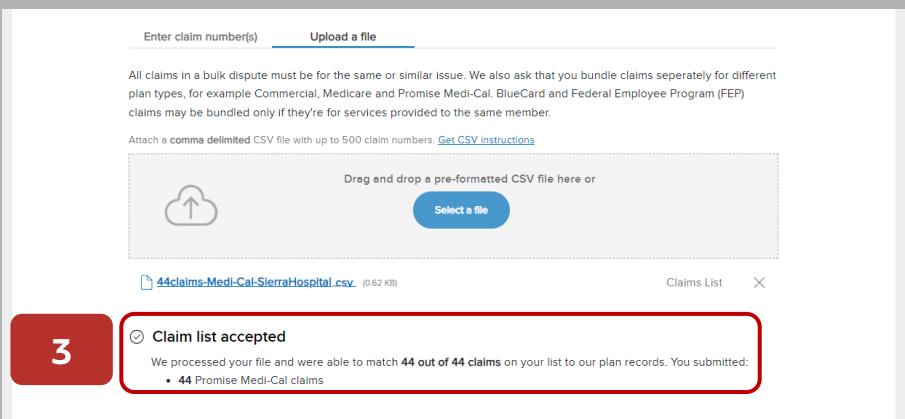 Enter claim number(s) Upload a file
All claims in a bulk dispute must be for the same or similar issue. We also ask that you bundle claims seperately for different
plan types, for example Commercial, Medicare and Promise Medi-Cal. BlueCard and Federal Employee Program (FEP)
claims may be bundled only if they're for services provided to the same member.
Attach a comma delimited CSV file with up to 500 claim numbers. Get CSV instructions
Drag and drop a pre-formatted CSV file here or
Select a file
44claims-Medi-Cal-SierraHospital.csv (0.62 KB) Claims List
3
Claim list accepted
We processed your file and were able to match 44 out of 44 claims on your list to our plan records. You submitted:
• 44 Promise Medi-Cal claims